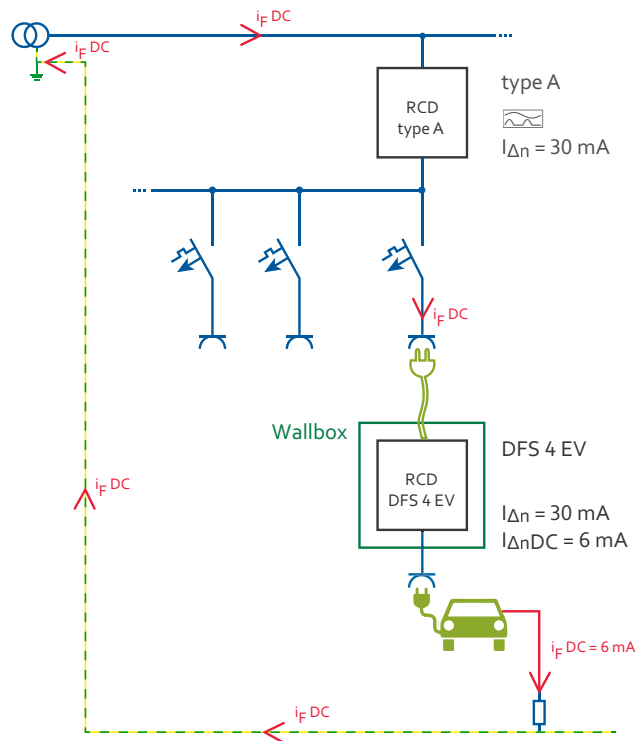 iF DC
iF DC
RCD
type A
type A
IΔn = 30 mA
iF DC
Wallbox
RCD
DFS 4 EV
DFS 4 EV
IΔn = 30 mA
IΔnDC = 6 mA
iF DC
iF DC = 6 mA
iF DC